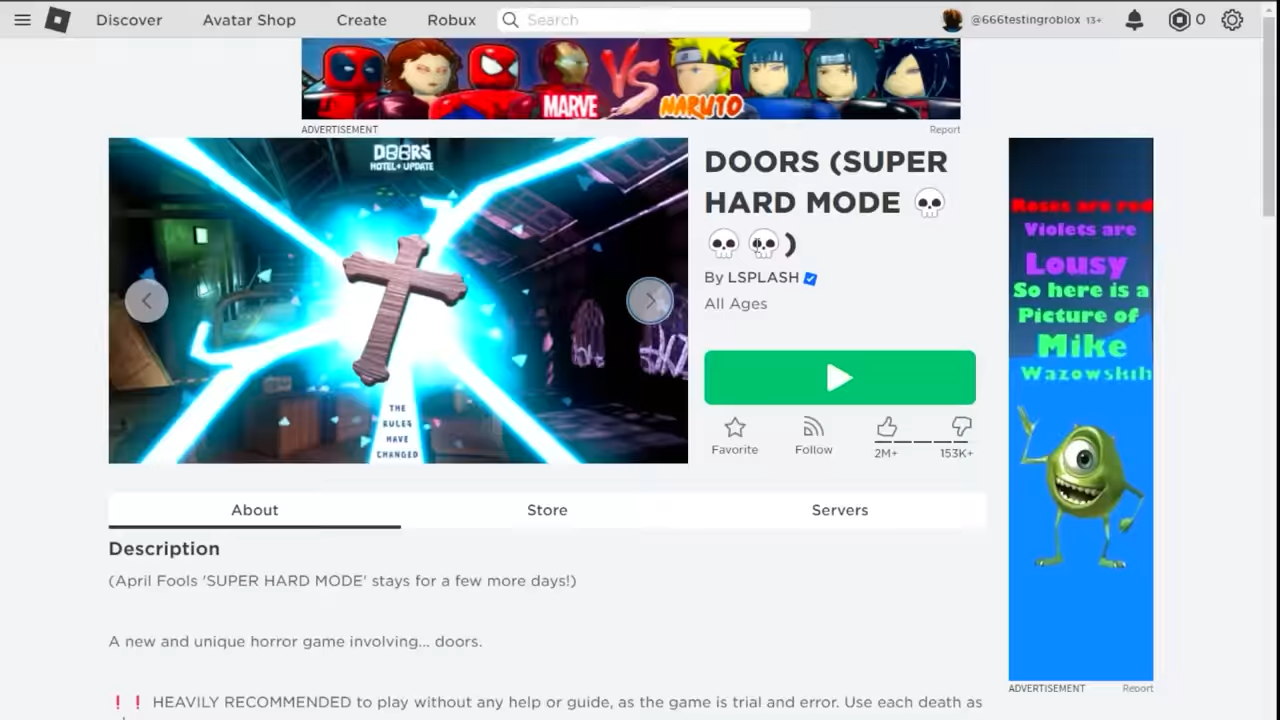 Discover
Avatar Shop
Create
Robux
Search
@666testingroblox 13+
0
MARVE VS NARUTO
ADVERTISEMENT
Report
DOORS
HOTEL+ UPDATE
THE
RULES
HAVE
CHANGED
DOORS (SUPER
HARD MODE 💀
💀 💀 )
By LSPLASH
All Ages
Favorite
Follow
2M+
153K+
Roses are red
Violets are
Lousy
So here is a
Picture of
Mike
Wazowskih
ADVERTISEMENT
Report
About
Store
Servers
Description
(April Fools 'SUPER HARD MODE' stays for a few more days!)
A new and unique horror game involving... doors.
❗❗ HEAVILY RECOMMENDED to play without any help or guide, as the game is trial and error. Use each death as